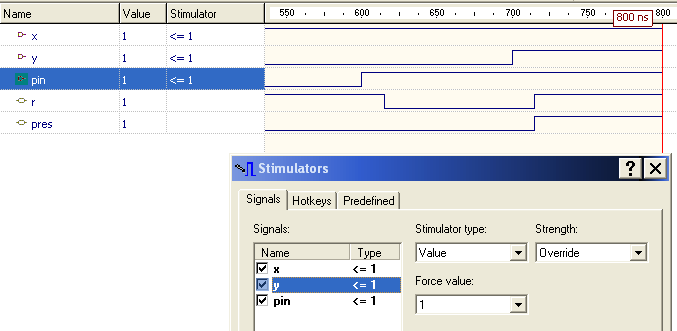 Name Value Stimulator 550 600 650 700 750 800
800 ns
x 1 <= 1
y 1 <= 1
pin 1 <= 1
r 1
pres 1
Stimulators
Signals Hotkeys Predefined
Signals: Stimulator type: Strength:
Name Type Value Override
x <= 1
y <= 1 Force value:
pin <= 1 1